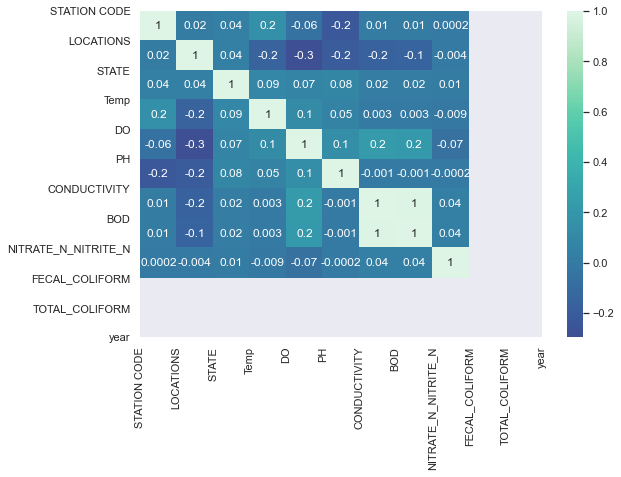 STATION CODE
1 0.02 0.04 0.2 -0.06 -0.2 0.01 0.01 0.0002
LOCATIONS
0.02 1 0.04 -0.2 -0.3 -0.2 -0.2 -0.1 -0.004
STATE
0.04 0.04 1 0.09 0.07 0.08 0.02 0.02 0.01
Temp
0.2 -0.2 0.09 1 0.1 0.05 0.003 0.003 -0.009
DO
-0.06 -0.3 0.07 0.1 1 0.1 0.2 0.2 -0.07
PH
-0.2 -0.2 0.08 0.05 0.1 1 -0.001 -0.001 -0.0002
CONDUCTIVITY
0.01 -0.2 0.02 0.003 0.2 -0.001 1 1 0.04
BOD
0.01 -0.1 0.02 0.003 0.2 -0.001 1 1 0.04
NITRATE_N_NITRITE_N
0.0002 -0.004 0.01 -0.009 -0.07 -0.0002 0.04 0.04 1
FECAL_COLIFORM
TOTAL_COLIFORM
year
STATION CODE
LOCATIONS
STATE
Temp
DO
PH
CONDUCTIVITY
BOD
NITRATE_N_NITRITE_N
FECAL_COLIFORM
TOTAL_COLIFORM
year
1.0
0.8
0.6
0.4
0.2
0.0
−0.2